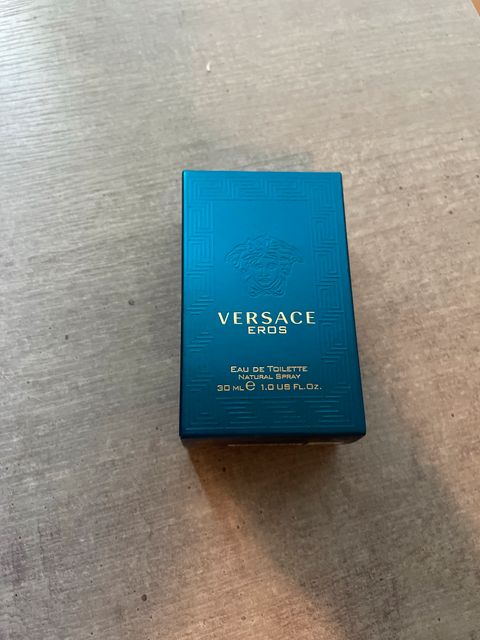 VERSACE
EROS
EAU DE TOILETTE
NATURAL SPRAY
30 ML e 1.0 US FL.OZ.